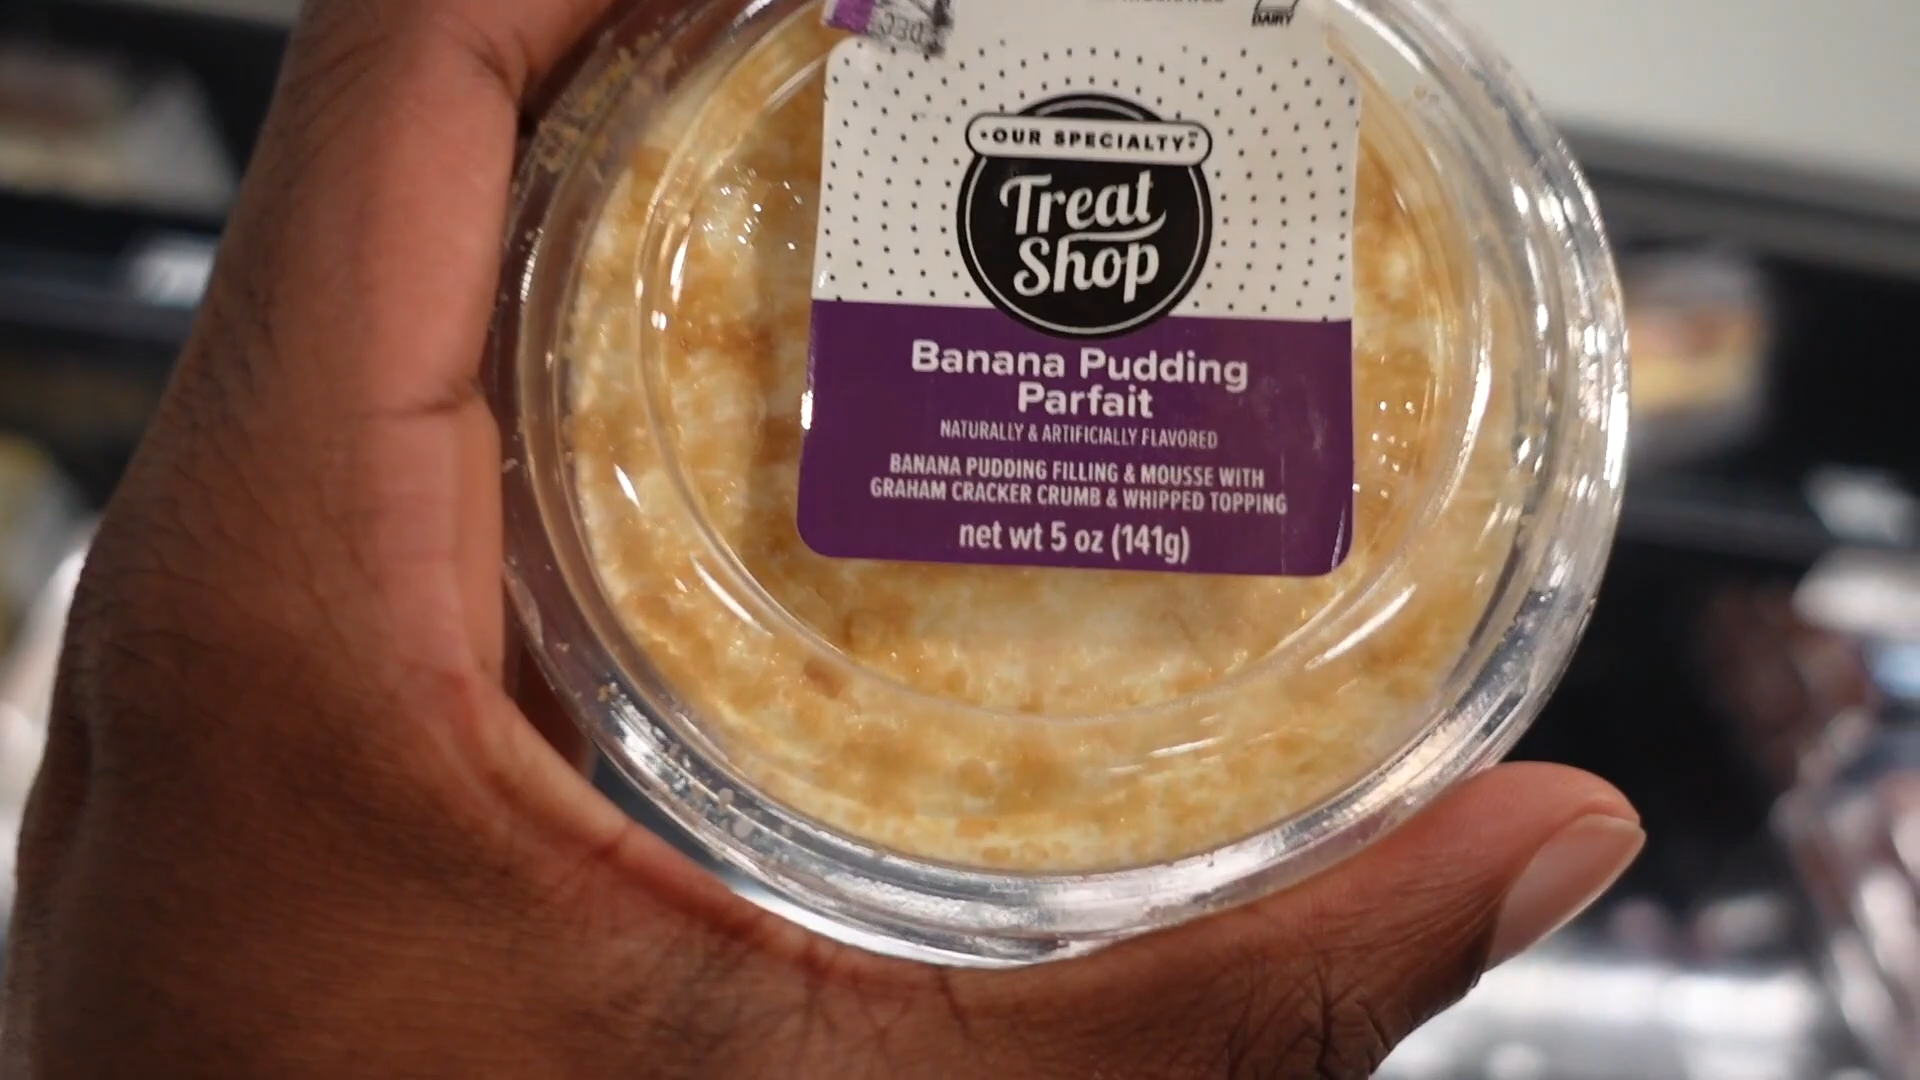 DAIRY
OUR SPECIALTY
Treat
Shop
Banana Pudding
Parfait
NATURALLY & ARTIFICIALLY FLAVORED
BANANA PUDDING FILLING & MOUSSE WITH
GRAHAM CRACKER CRUMB & WHIPPED TOPPING
net wt 5 oz (141g)